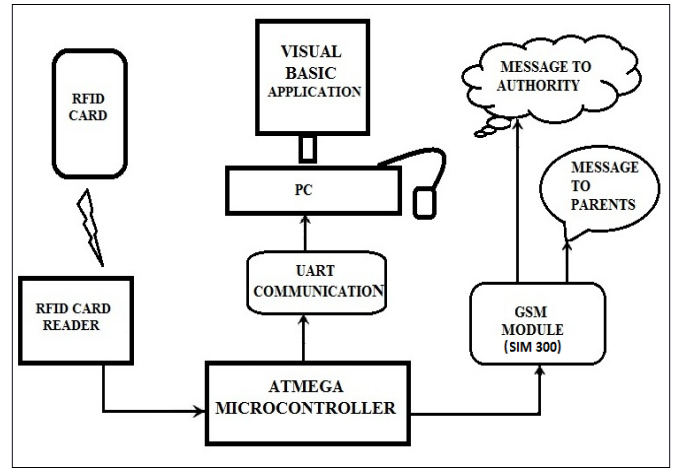 RFID
CARD
VISUAL
BASIC
APPLICATION
PC
MESSAGE TO
AUTHORITY
MESSAGE
TO
PARENTS
UART
COMMUNICATION
RFID CARD
READER
GSM
MODULE
(SIM 300)
ATMEGA
MICROCONTROLLER